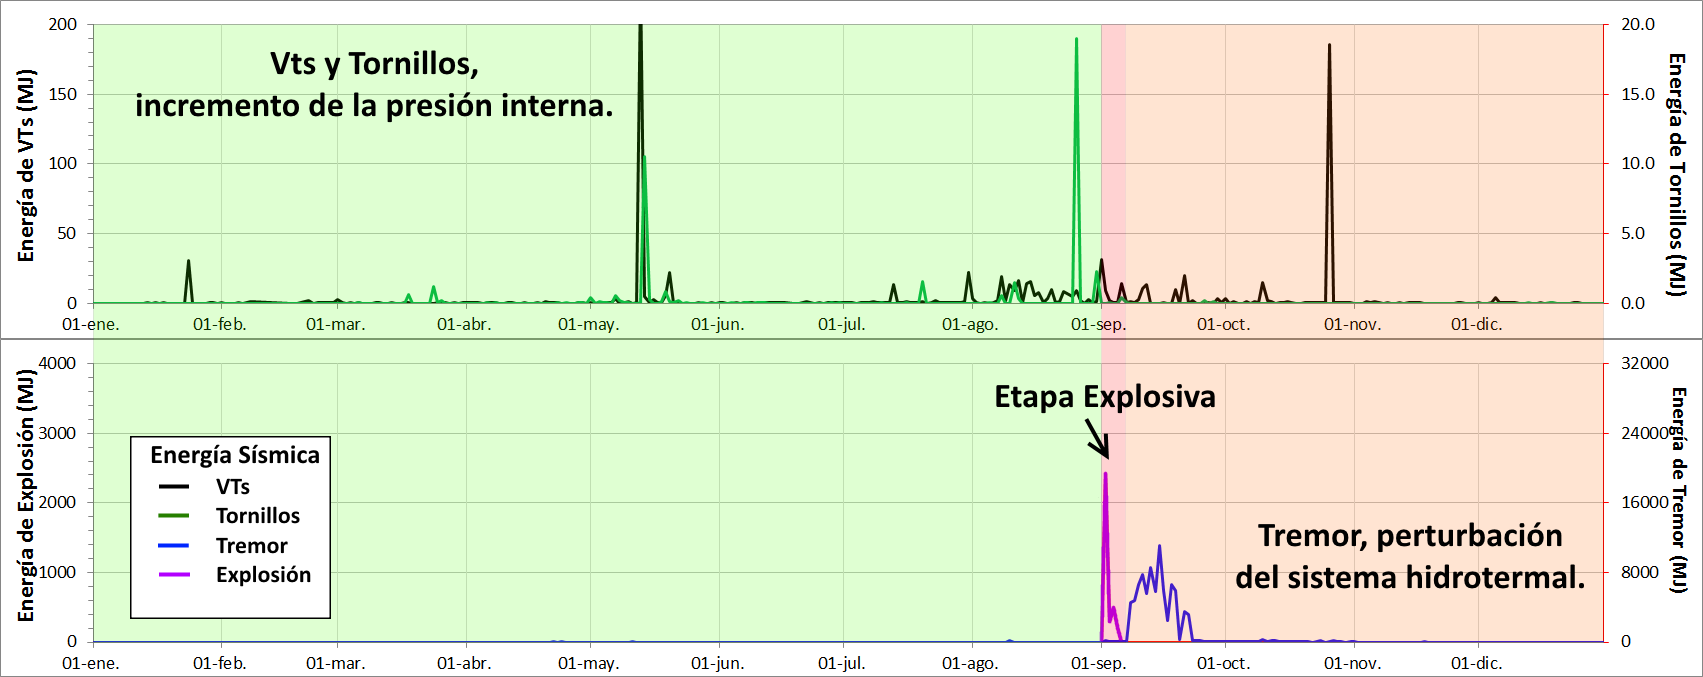 200
150
100
50
0
Energía de VTs (MJ)
Vts y Tornillos,
incremento de la presión interna.
20.0
15.0
10.0
5.0
0.0
Energía de Tornillos (MJ)
01-ene. 01-feb. 01-mar. 01-abr. 01-may. 01-jun. 01-jul. 01-ago. 01-sep. 01-oct. 01-nov. 01-dic.
4000
3000
2000
1000
0
Energía de Explosión (MJ)
Energía Sísmica
VTs
Tornillos
Tremor
Explosión
Etapa Explosiva
Tremor, perturbación
del sistema hidrotermal.
32000
24000
16000
8000
0
Energía de Tremor (MJ)
01-ene. 01-feb. 01-mar. 01-abr. 01-may. 01-jun. 01-jul. 01-ago. 01-sep. 01-oct. 01-nov. 01-dic.